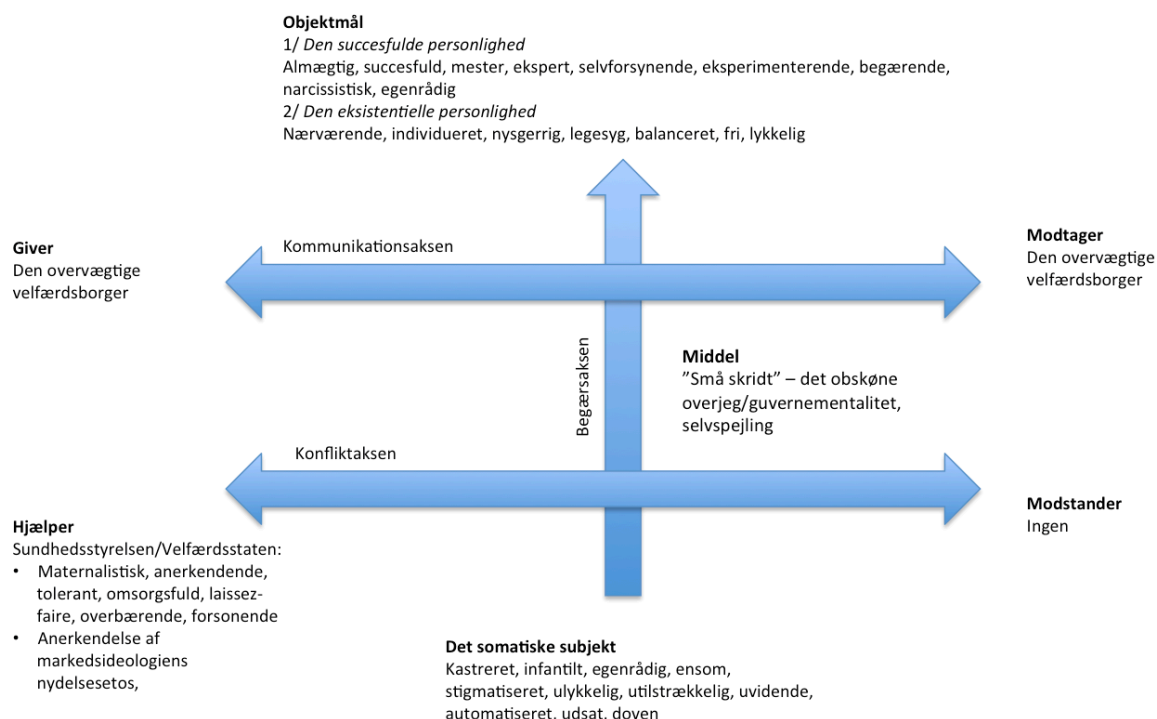 Objektmål
1/ Den succesfulde personlighed
Almægtig, succesfuld, mester, ekspert, selvforsynende, eksperimenterende, begærende,
narcissistisk, egenrådig
2/ Den eksistentielle personlighed
Nærværende, individueret, nysgerrig, legesyg, balanceret, fri, lykkelig
Giver
Den overvægtige
velfærdsborger
Kommunikationsaksen
Modtager
Den overvægtige
velfærdsborger
Begærsaksen
Middel
”Små skridt” – det obskøne
overjeg/guvernementalitet,
selvspejling
Konfliktaksen
Modstander
Ingen
Hjælper
Sundhedsstyrelsen/Velfærdsstaten:
• Maternalistisk, anerkendende,
tolerant, omsorgsfuld, laissez-
faire, overbærende, forsonende
• Anerkendelse af
markedsideologiens
nydelsesetos,
Det somatiske subjekt
Kastreret, infantilt, egenrådig, ensom,
stigmatiseret, ulykkelig, utilstrækkelig, uvidende,
automatiseret, udsat, doven